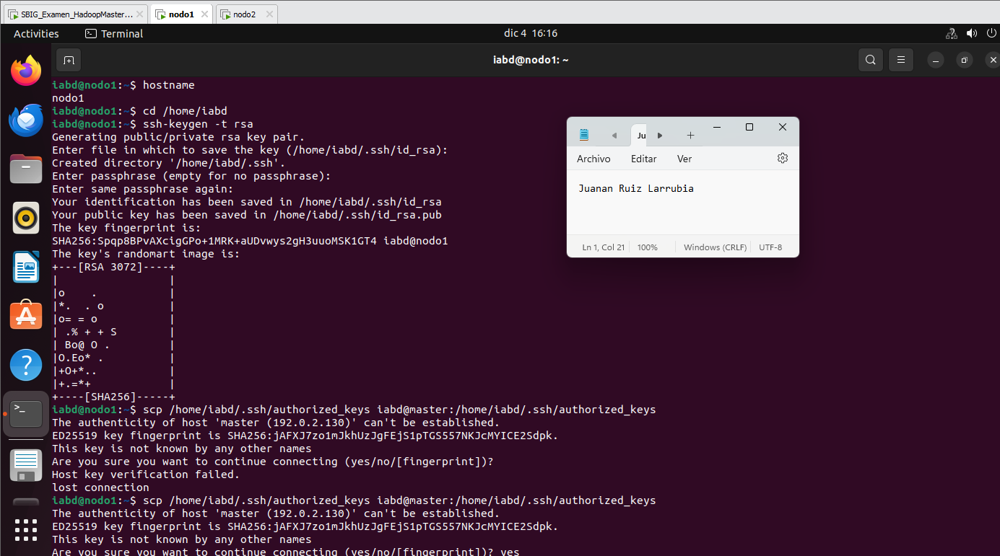 SBIG_Examen_HadoopMaster...
nodo1
nodo2
Activities
Terminal
dic 4 16:16
iabd@nodo1: ~
iabd@nodo1:~$ hostname
nodo1
iabd@nodo1:~$ cd /home/iabd
iabd@nodo1:~$ ssh-keygen -t rsa
Generating public/private rsa key pair.
Enter file in which to save the key (/home/iabd/.ssh/id_rsa):
Created directory '/home/iabd/.ssh'.
Enter passphrase (empty for no passphrase):
Enter same passphrase again:
Your identification has been saved in /home/iabd/.ssh/id_rsa
Your public key has been saved in /home/iabd/.ssh/id_rsa.pub
The key fingerprint is:
SHA256:Spqp8BPvAXcigGPo+1MRK+aUDvwys2gH3uuoMSK1GT4 iabd@nodo1
The key's randomart image is:
+---[RSA 3072]----+
|                 |
|o    .           |
|*.  . o          |
|o= = o           |
| .% + + S        |
| Bo@ O .         |
|O.Eo* .          |
|+O+*..           |
|+.=*+            |
+----[SHA256]-----+
iabd@nodo1:~$ scp /home/iabd/.ssh/authorized_keys iabd@master:/home/iabd/.ssh/authorized_keys
The authenticity of host 'master (192.0.2.130)' can't be established.
ED25519 key fingerprint is SHA256:jAFXJ7zo1mJkhUzJgFEjS1pTGS557NKJcMYICE2Sdpk.
This key is not known by any other names
Are you sure you want to continue connecting (yes/no/[fingerprint])?
Host key verification failed.
lost connection
iabd@nodo1:~$ scp /home/iabd/.ssh/authorized_keys iabd@master:/home/iabd/.ssh/authorized_keys
The authenticity of host 'master (192.0.2.130)' can't be established.
ED25519 key fingerprint is SHA256:jAFXJ7zo1mJkhUzJgFEjS1pTGS557NKJcMYICE2Sdpk.
This key is not known by any other names
Are you sure you want to continue connecting (yes/no/[fingerprint])? yes
Ju
Archivo Editar Ver
Juanan Ruiz Larrubia
Ln 1, Col 21 100% Windows (CRLF) UTF-8